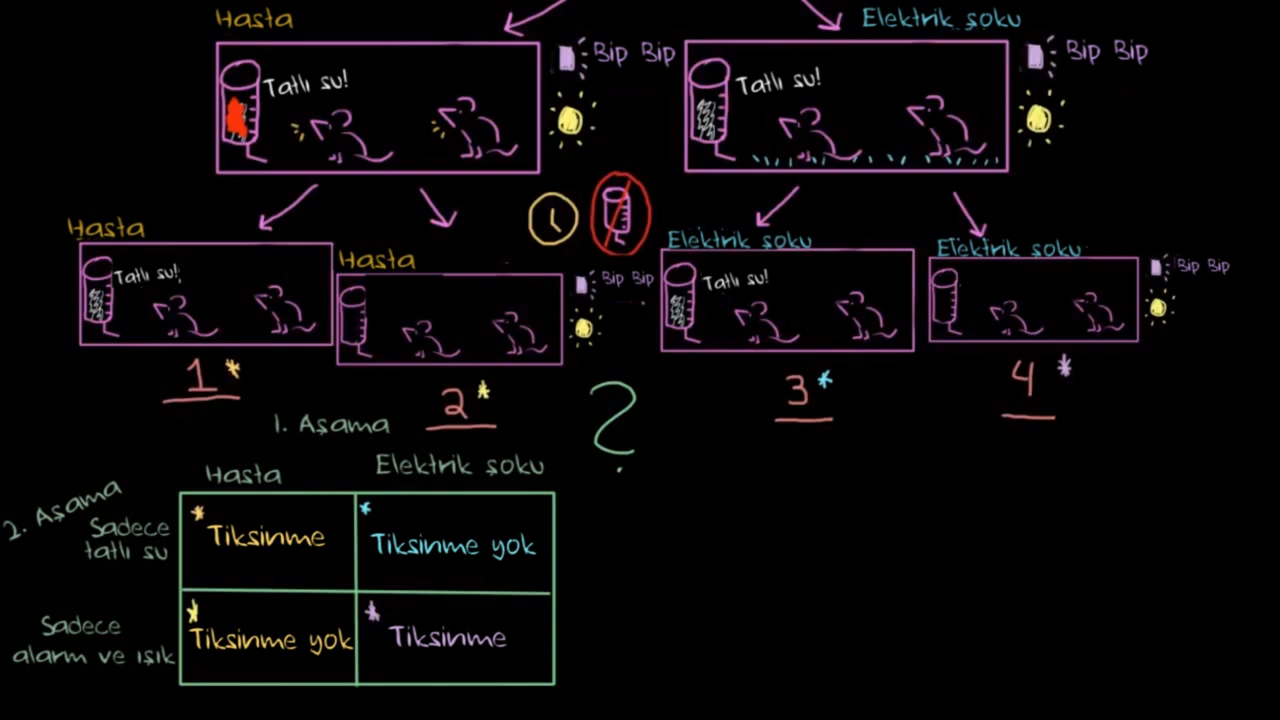 Hasta
Elektrik şoku
Tatlı su!
Bip Bip
Tatlı su!
Bip Bip
Hasta
Hasta
Elektrik şoku
Elektrik şoku
Tatlı su!
Bip Bip
Tatlı su!
Bip Bip
1 *
2 *
?
3 *
4 *
1. Aşama
Hasta
Elektrik şoku
2. Aşama
Sadece
tatlı su
* Tiksinme
* Tiksinme yok
Sadece
alarm ve ışık
* Tiksinme yok
* Tiksinme